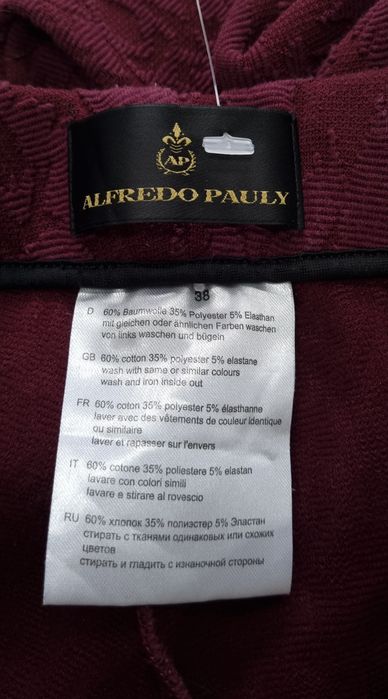 AP
ALFREDO PAULY
38
D 60% Baumwolle 35% Polyester 5% Elasthan
mit gleichen oder ähnlichen Farben waschen
von links waschen und bügeln
GB 60% cotton 35% polyester 5% elastane
wash with same or similar colours
wash and iron inside out
FR 60% coton 35% polyester 5% élasthanne
laver avec des vêtements de couleur identique
ou similaire
laver et rapasser sur l'envers
IT 60% cotone 35% poliestere 5% elastan
lavare con colori simili
lavare e stirare al rovescio
RU 60% хлопок 35% полиэстер 5% Эластан
стирать с тканями одинаковых или схожих
цветов
стирать и гладить с изнаночной стороны